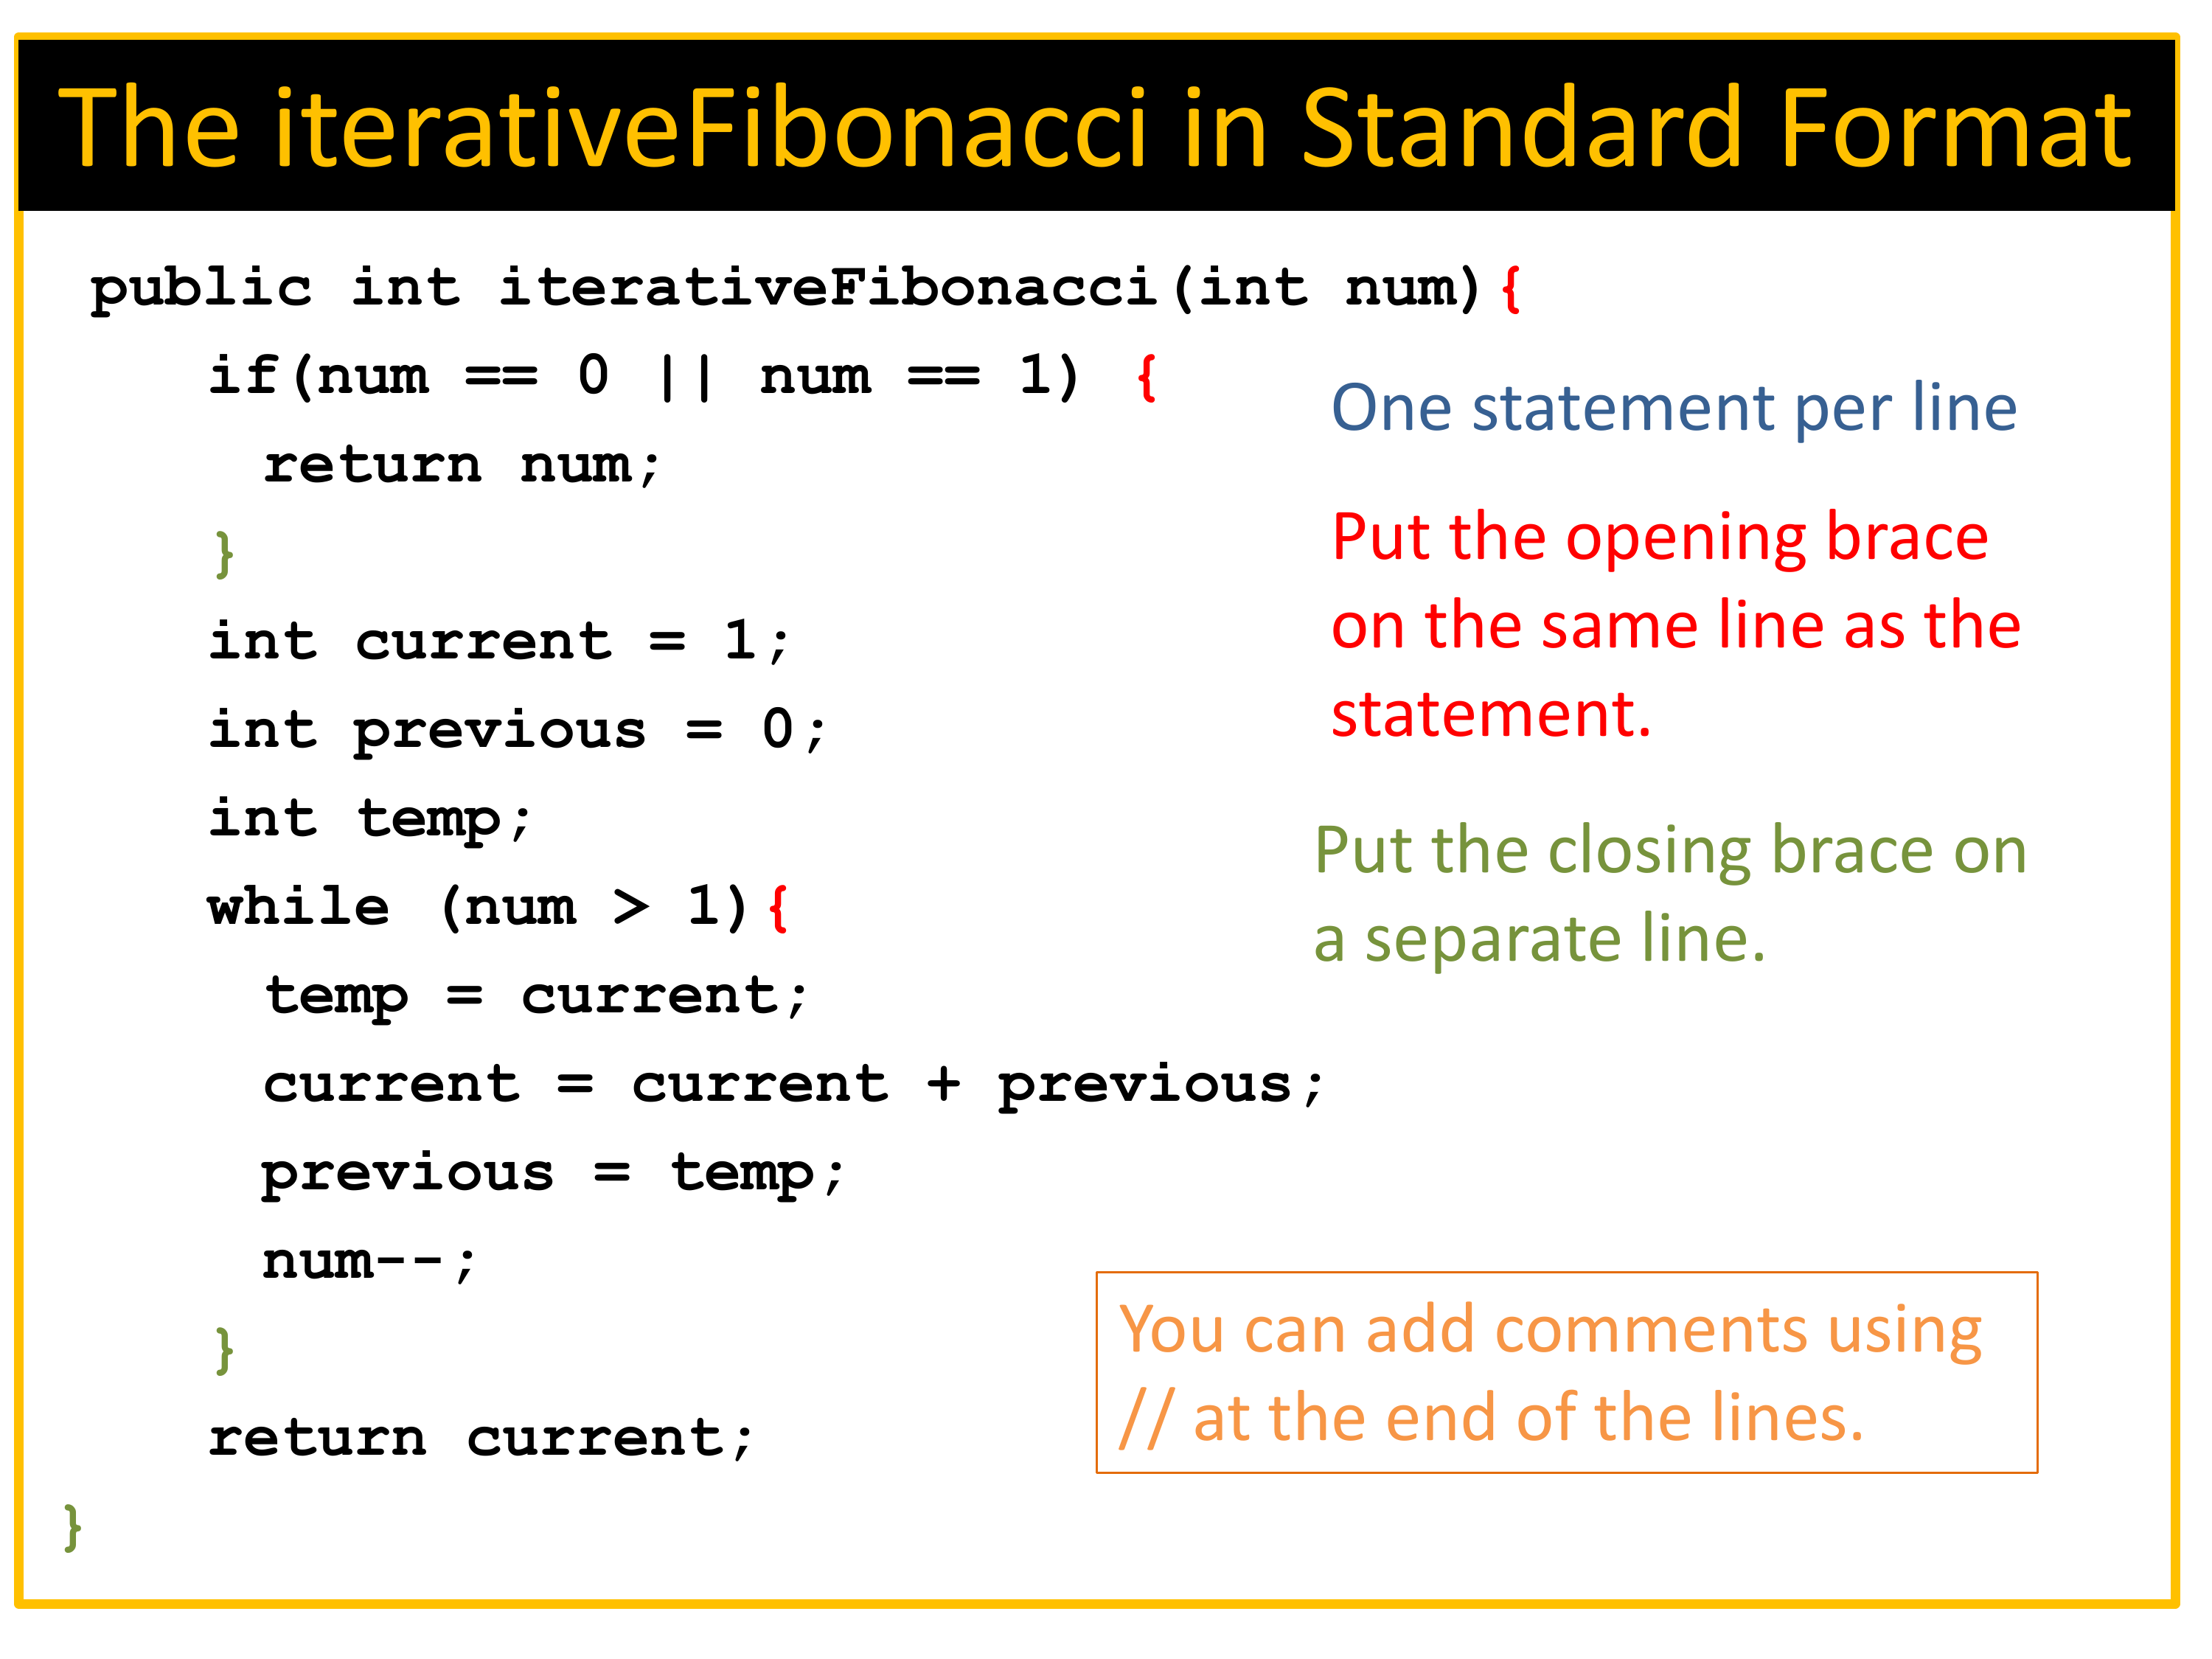 The iterativeFibonacci in Standard Format
public int iterativeFibonacci(int num){
if(num == 0 || num == 1) {
return num;
}
int current = 1;
int previous = 0;
int temp;
while (num > 1){
temp = current;
current = current + previous;
previous = temp;
num--;
}
return current;
}
One statement per line
Put the opening brace
on the same line as the
statement.
Put the closing brace on
a separate line.
You can add comments using
// at the end of the lines.